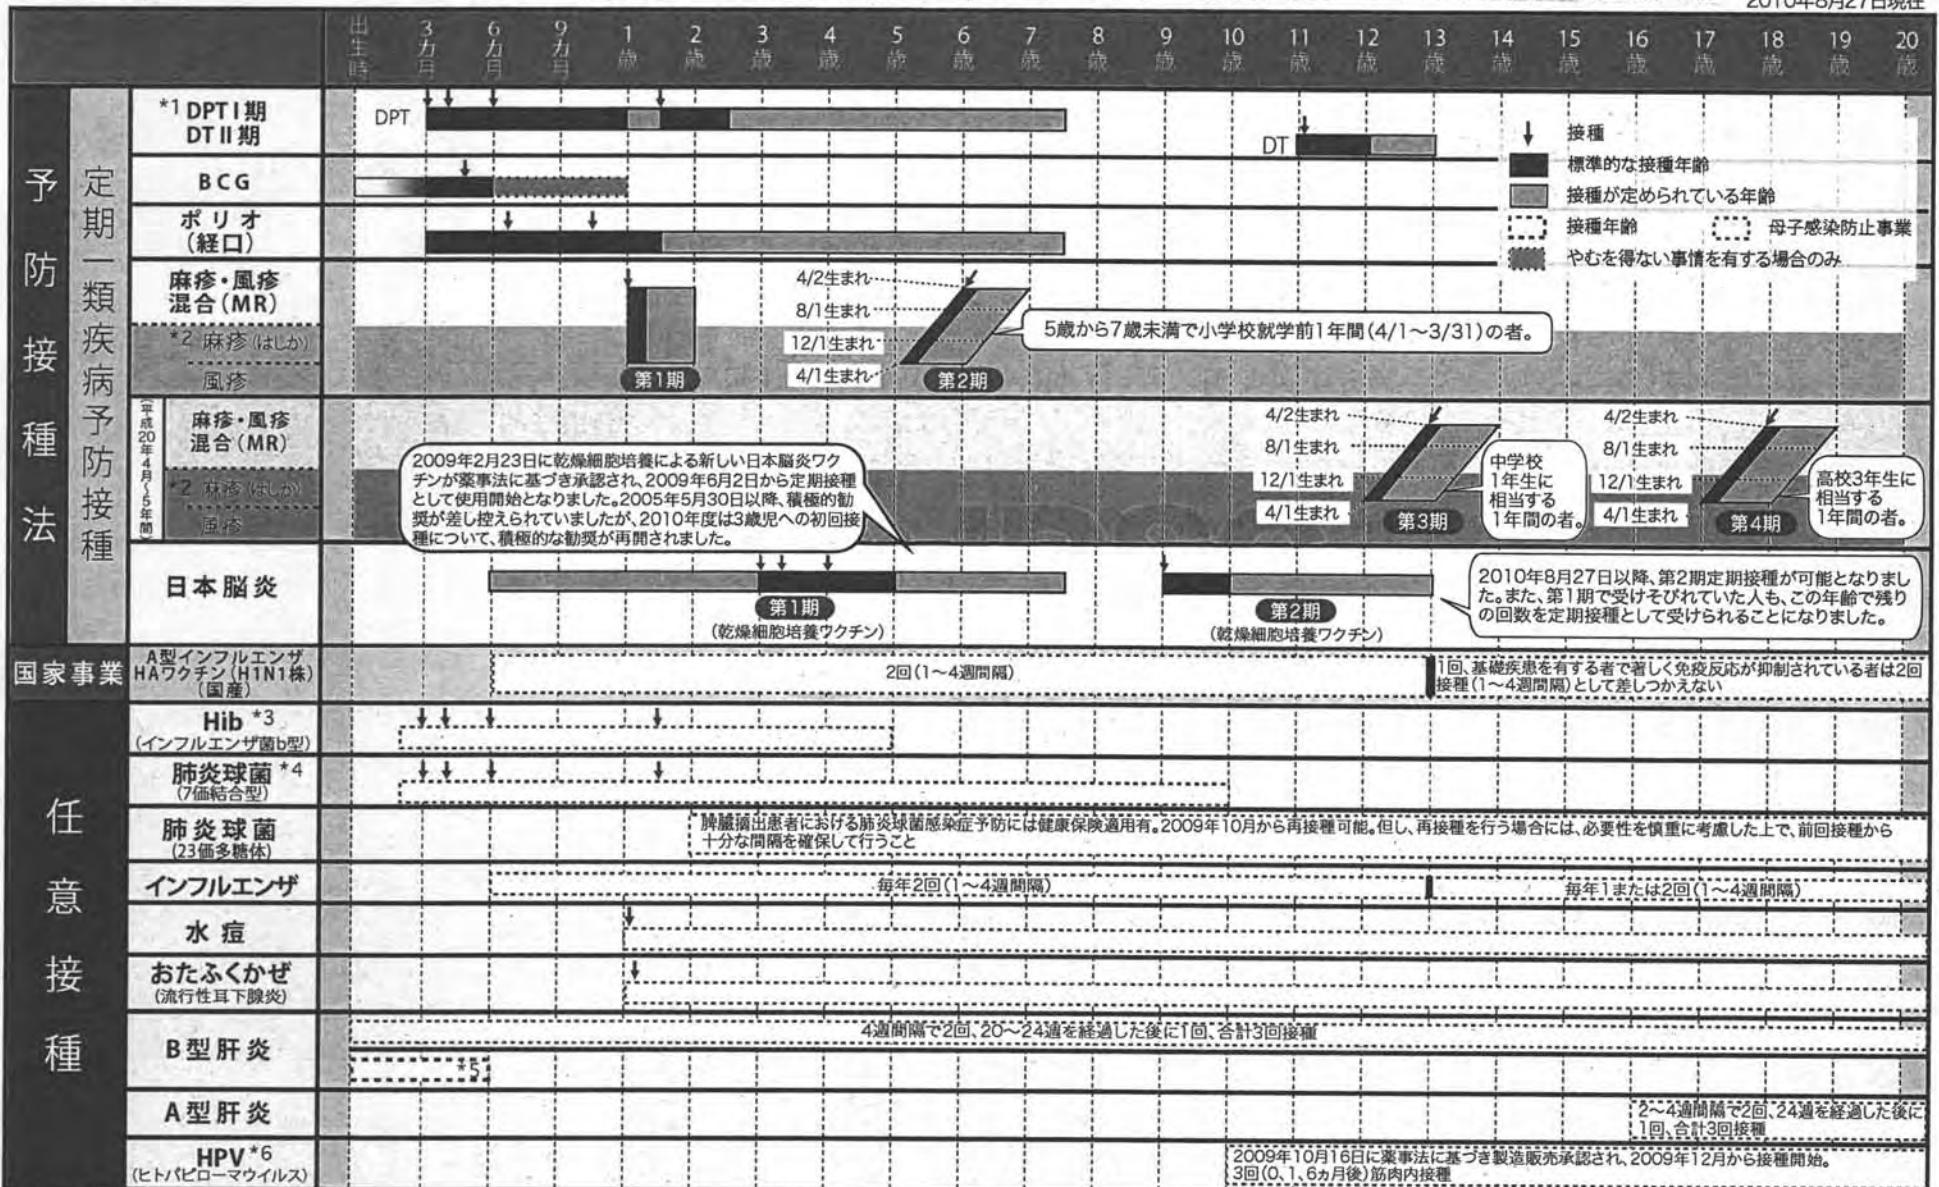 2010年8月27日現在
出生時 3カ月 6カ月 9カ月 1歳 2歳 3歳 4歳 5歳 6歳 7歳 8歳 9歳 10歳 11歳 12歳 13歳 14歳 15歳 16歳 17歳 18歳 19歳 20歳
予防接種法
定期一類疾病予防接種
*1 DPTⅠ期
DTⅡ期
DPT
DT
接種
標準的な接種年齢
接種が定められている年齢
接種年齢 母子感染防止事業
やむを得ない事情を有する場合のみ
BCG
ポリオ
(経口)
麻疹・風疹
混合(MR)
*2 麻疹(はしか)
風疹
第1期
4/2生まれ
8/1生まれ
12/1生まれ
4/1生まれ
第2期
5歳から7歳未満で小学校就学前1年間(4/1~3/31)の者。
(平成20年4月~5年間)
麻疹・風疹
混合(MR)
*2 麻疹(はしか)
風疹
2009年2月23日に乾燥細胞培養による新しい日本脳炎ワク
チンが薬事法に基づき承認され、2009年6月2日から定期接種
として使用開始となりました。2005年5月30日以降、積極的勧
奨が差し控えられていましたが、2010年度は3歳児への初回接
種について、積極的な勧奨が再開されました。
4/2生まれ
8/1生まれ
12/1生まれ
4/1生まれ
第3期
中学校
1年生に
相当する
1年間の者。
4/2生まれ
8/1生まれ
12/1生まれ
4/1生まれ
第4期
高校3年生に
相当する
1年間の者。
日本脳炎
第1期
(乾燥細胞培養ワクチン)
第2期
(乾燥細胞培養ワクチン)
2010年8月27日以降、第2期定期接種が可能となりまし
た。また、第1期で受けそびれていた人も、この年齢で残り
の回数を定期接種として受けられることになりました。
国家事業
A型インフルエンザ
HAワクチン(H1N1株)
(国産)
2回(1~4週間隔)
1回、基礎疾患を有する者で著しく免疫反応が抑制されている者は2回
接種(1~4週間隔)として差しつかえない
任意接種
Hib *3
(インフルエンザ菌b型)
肺炎球菌 *4
(7価結合型)
肺炎球菌
(23価多糖体)
脾臓摘出患者における肺炎球菌感染症予防には健康保険適用有。2009年10月から再接種可能。但し、再接種を行う場合には、必要性を慎重に考慮した上で、前回接種から
十分な間隔を確保して行うこと
インフルエンザ
毎年2回(1~4週間隔)
毎年1または2回(1~4週間隔)
水痘
おたふくかぜ
(流行性耳下腺炎)
B型肝炎
4週間隔で2回、20~24週を経過した後に1回、合計3回接種
*5
A型肝炎
2~4週間隔で2回、24週を経過した後に
1回、合計3回接種
HPV *6
(ヒトパピローマウイルス)
2009年10月16日に薬事法に基づき製造販売承認され、2009年12月から接種開始。
3回(0、1、6ヵ月後)筋肉内接種